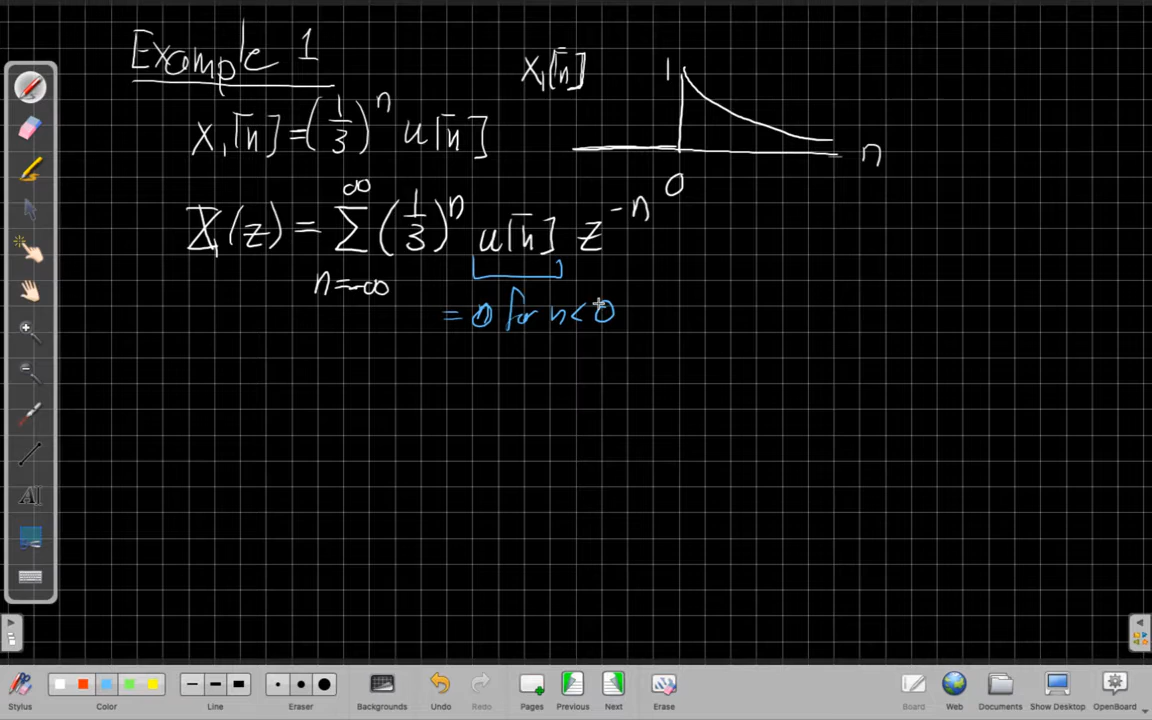 Example 1
x₁[n] = (1/3)ⁿ u[n]
x₁[n]
1
n
0
X₁(z) = ∑ (1/3)ⁿ u[n] z⁻ⁿ
∞
n=-∞
= 0 for n<0
Stylus
Color
Line
Eraser
Backgrounds
Undo
Redo
Pages
Previous
Next
Erase
Board
Web
Documents
Show Desktop
OpenBoard